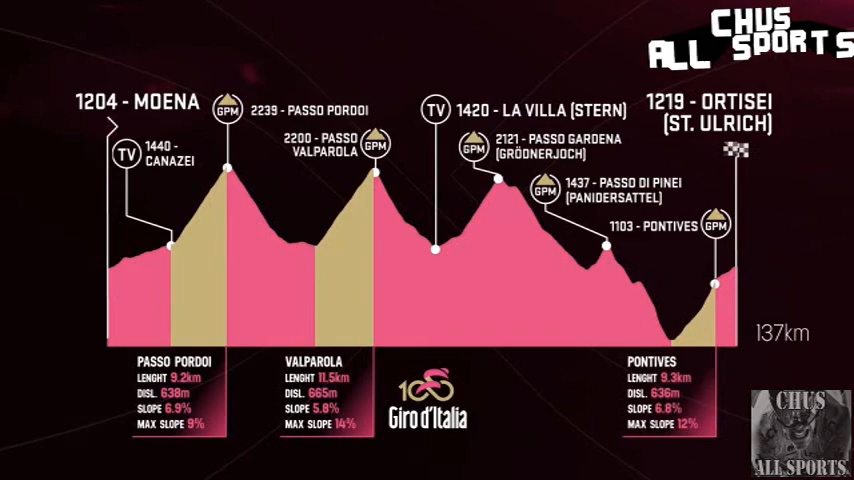 CHUS
ALL SPORTS
1204 - MOENA
GPM
2239 - PASSO PORDOI
TV
1440 -
CANAZEI
2200 - PASSO
VALPAROLA
GPM
TV
1420 - LA VILLA (STERN)
1219 - ORTISEI
(ST. ULRICH)
GPM
2121 - PASSO GARDENA
(GRÖDNERJOCH)
GPM
1437 - PASSO DI PINEI
(PANIDERSATTEL)
1103 - PONTIVES
GPM
137km
PASSO PORDOI
LENGHT 9.2km
DISL. 638m
SLOPE 6.9%
MAX SLOPE 9%
VALPAROLA
LENGHT 11.5km
DISL. 665m
SLOPE 5.8%
MAX SLOPE 14%
100
Giro d'Italia
PONTIVES
LENGHT 9.3km
DISL. 636m
SLOPE 6.8%
MAX SLOPE 12%
CHUS
ALL SPORTS